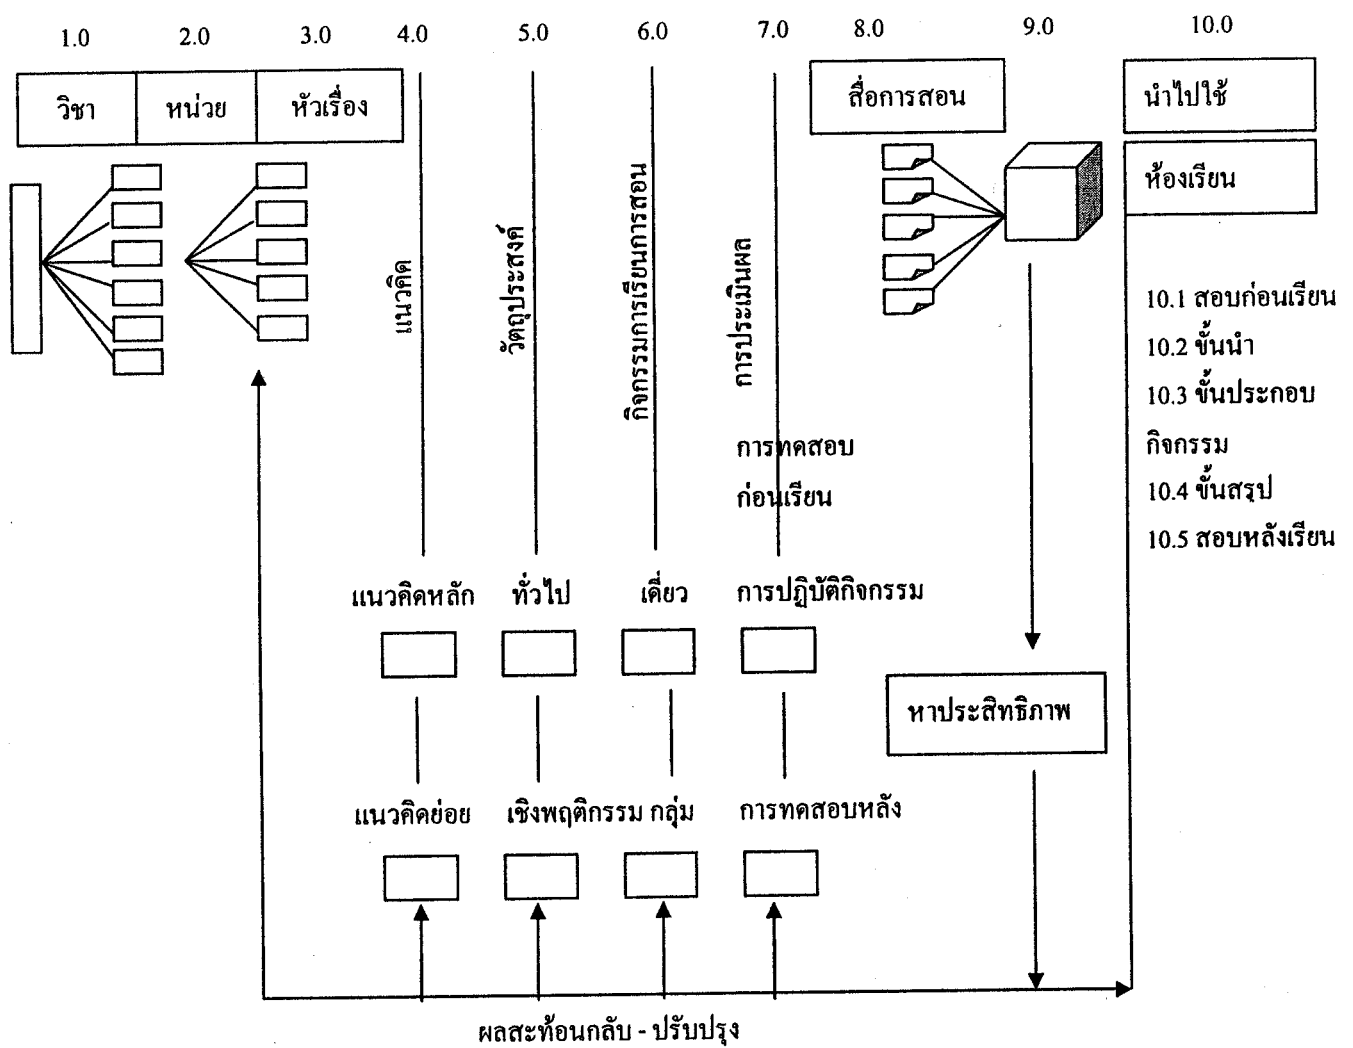 1.0 2.0 3.0 4.0 5.0 6.0 7.0 8.0 9.0 10.0
วิชา หน่วย หัวเรื่อง
แนวคิด
วัตถุประสงค์
กิจกรรมการเรียนการสอน
การประเมินผล
สื่อการสอน
นำไปใช้
ห้องเรียน
10.1 สอบก่อนเรียน
10.2 ขั้นนำ
10.3 ขั้นประกอบ
กิจกรรม
10.4 ขั้นสรุป
10.5 สอบหลังเรียน
การทดสอบ
ก่อนเรียน
แนวคิดหลัก ทั่วไป เดี่ยว การปฏิบัติกิจกรรม
หาประสิทธิภาพ
แนวคิดย่อย เชิงพฤติกรรม กลุ่ม การทดสอบหลัง
ผลสะท้อนกลับ - ปรับปรุง